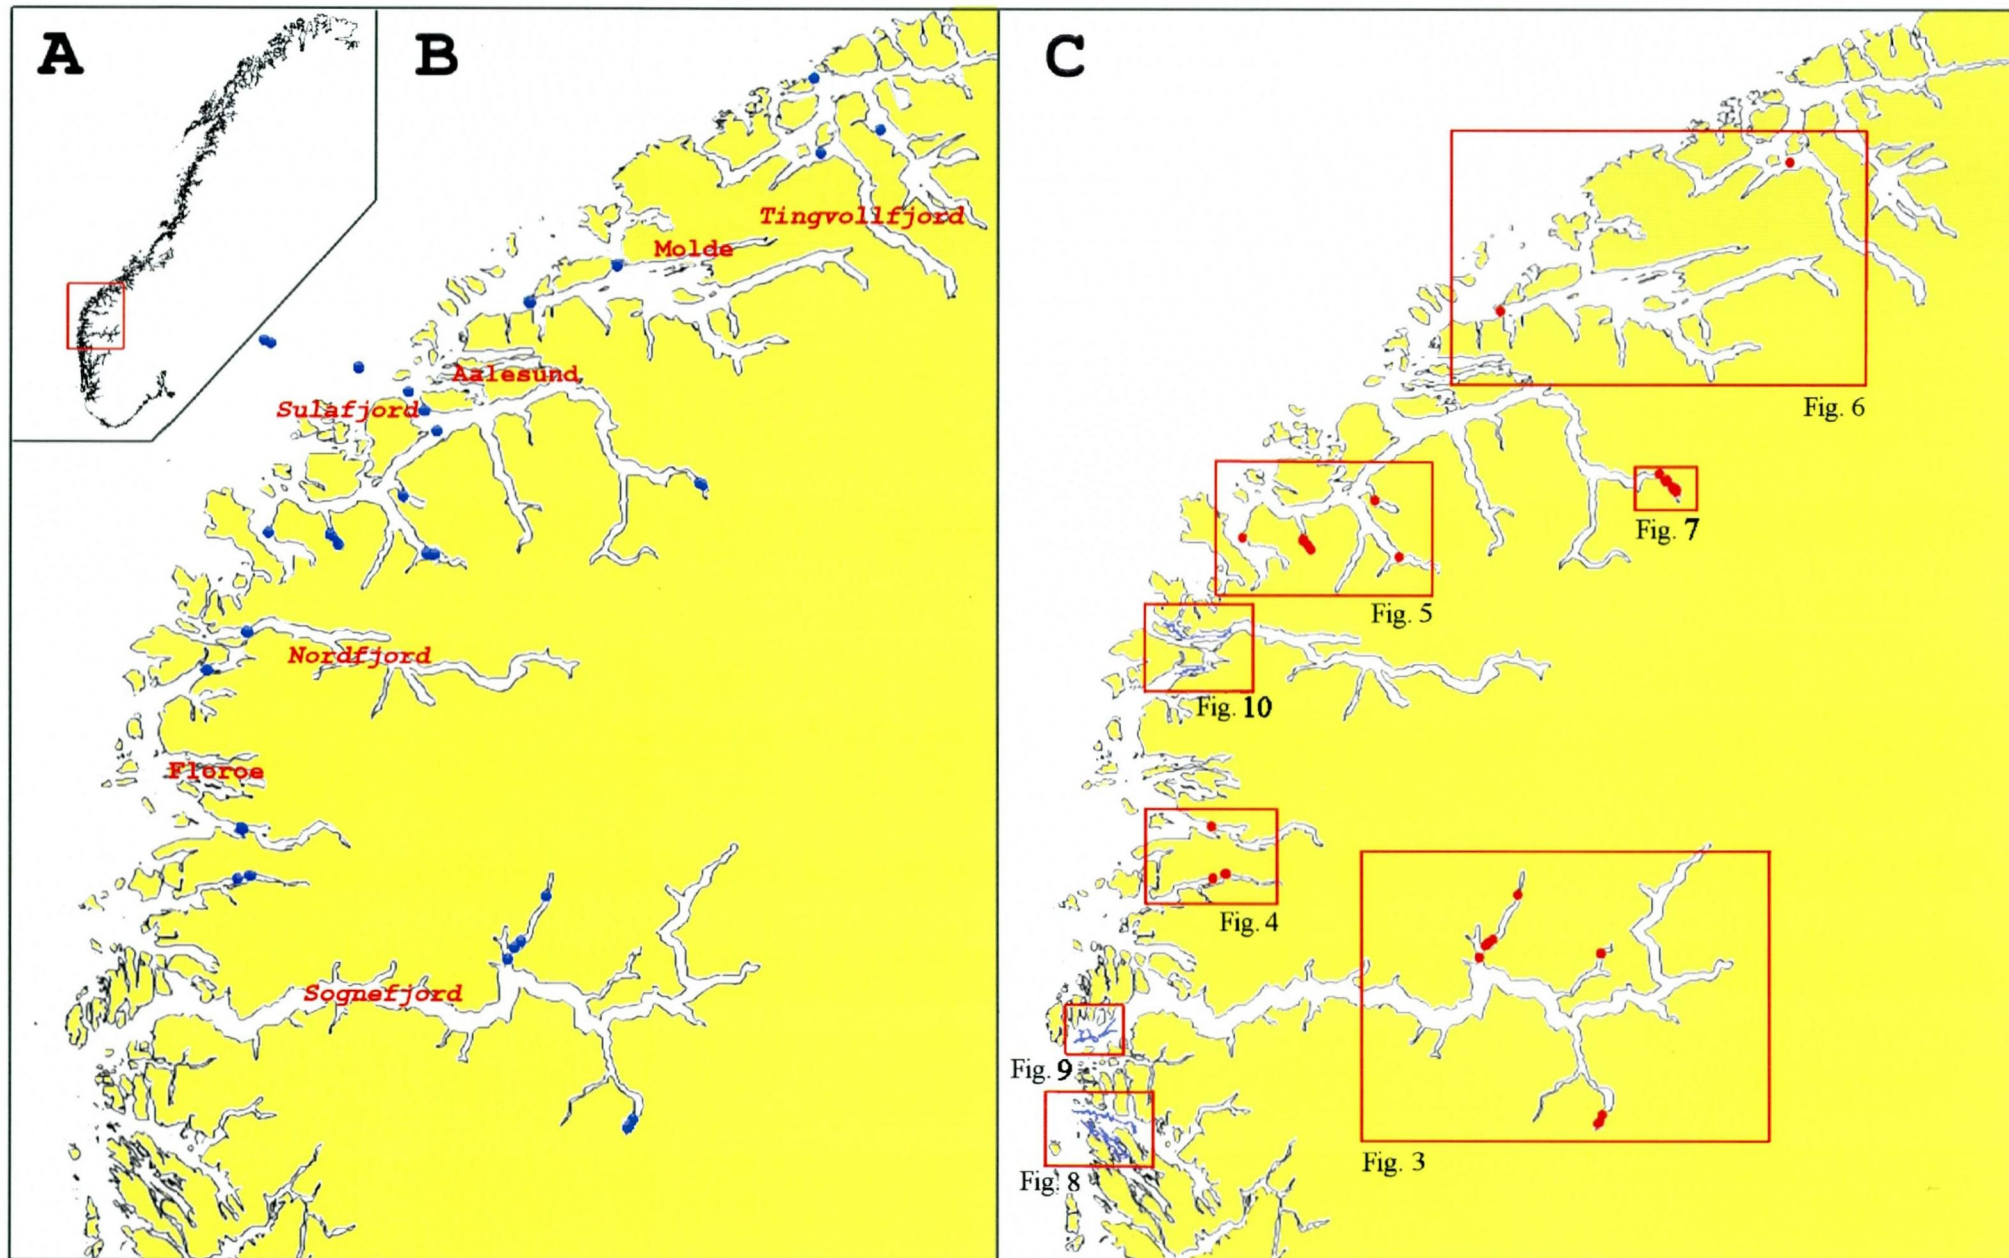 A
B
C
Tingvollfjord
Molde
Aalesund
Sulafjord
Nordfjord
Floroe
Sognefjord
Fig. 6
Fig. 7
Fig. 5
Fig. 10
Fig. 4
Fig. 9
Fig. 3
Fig. 8